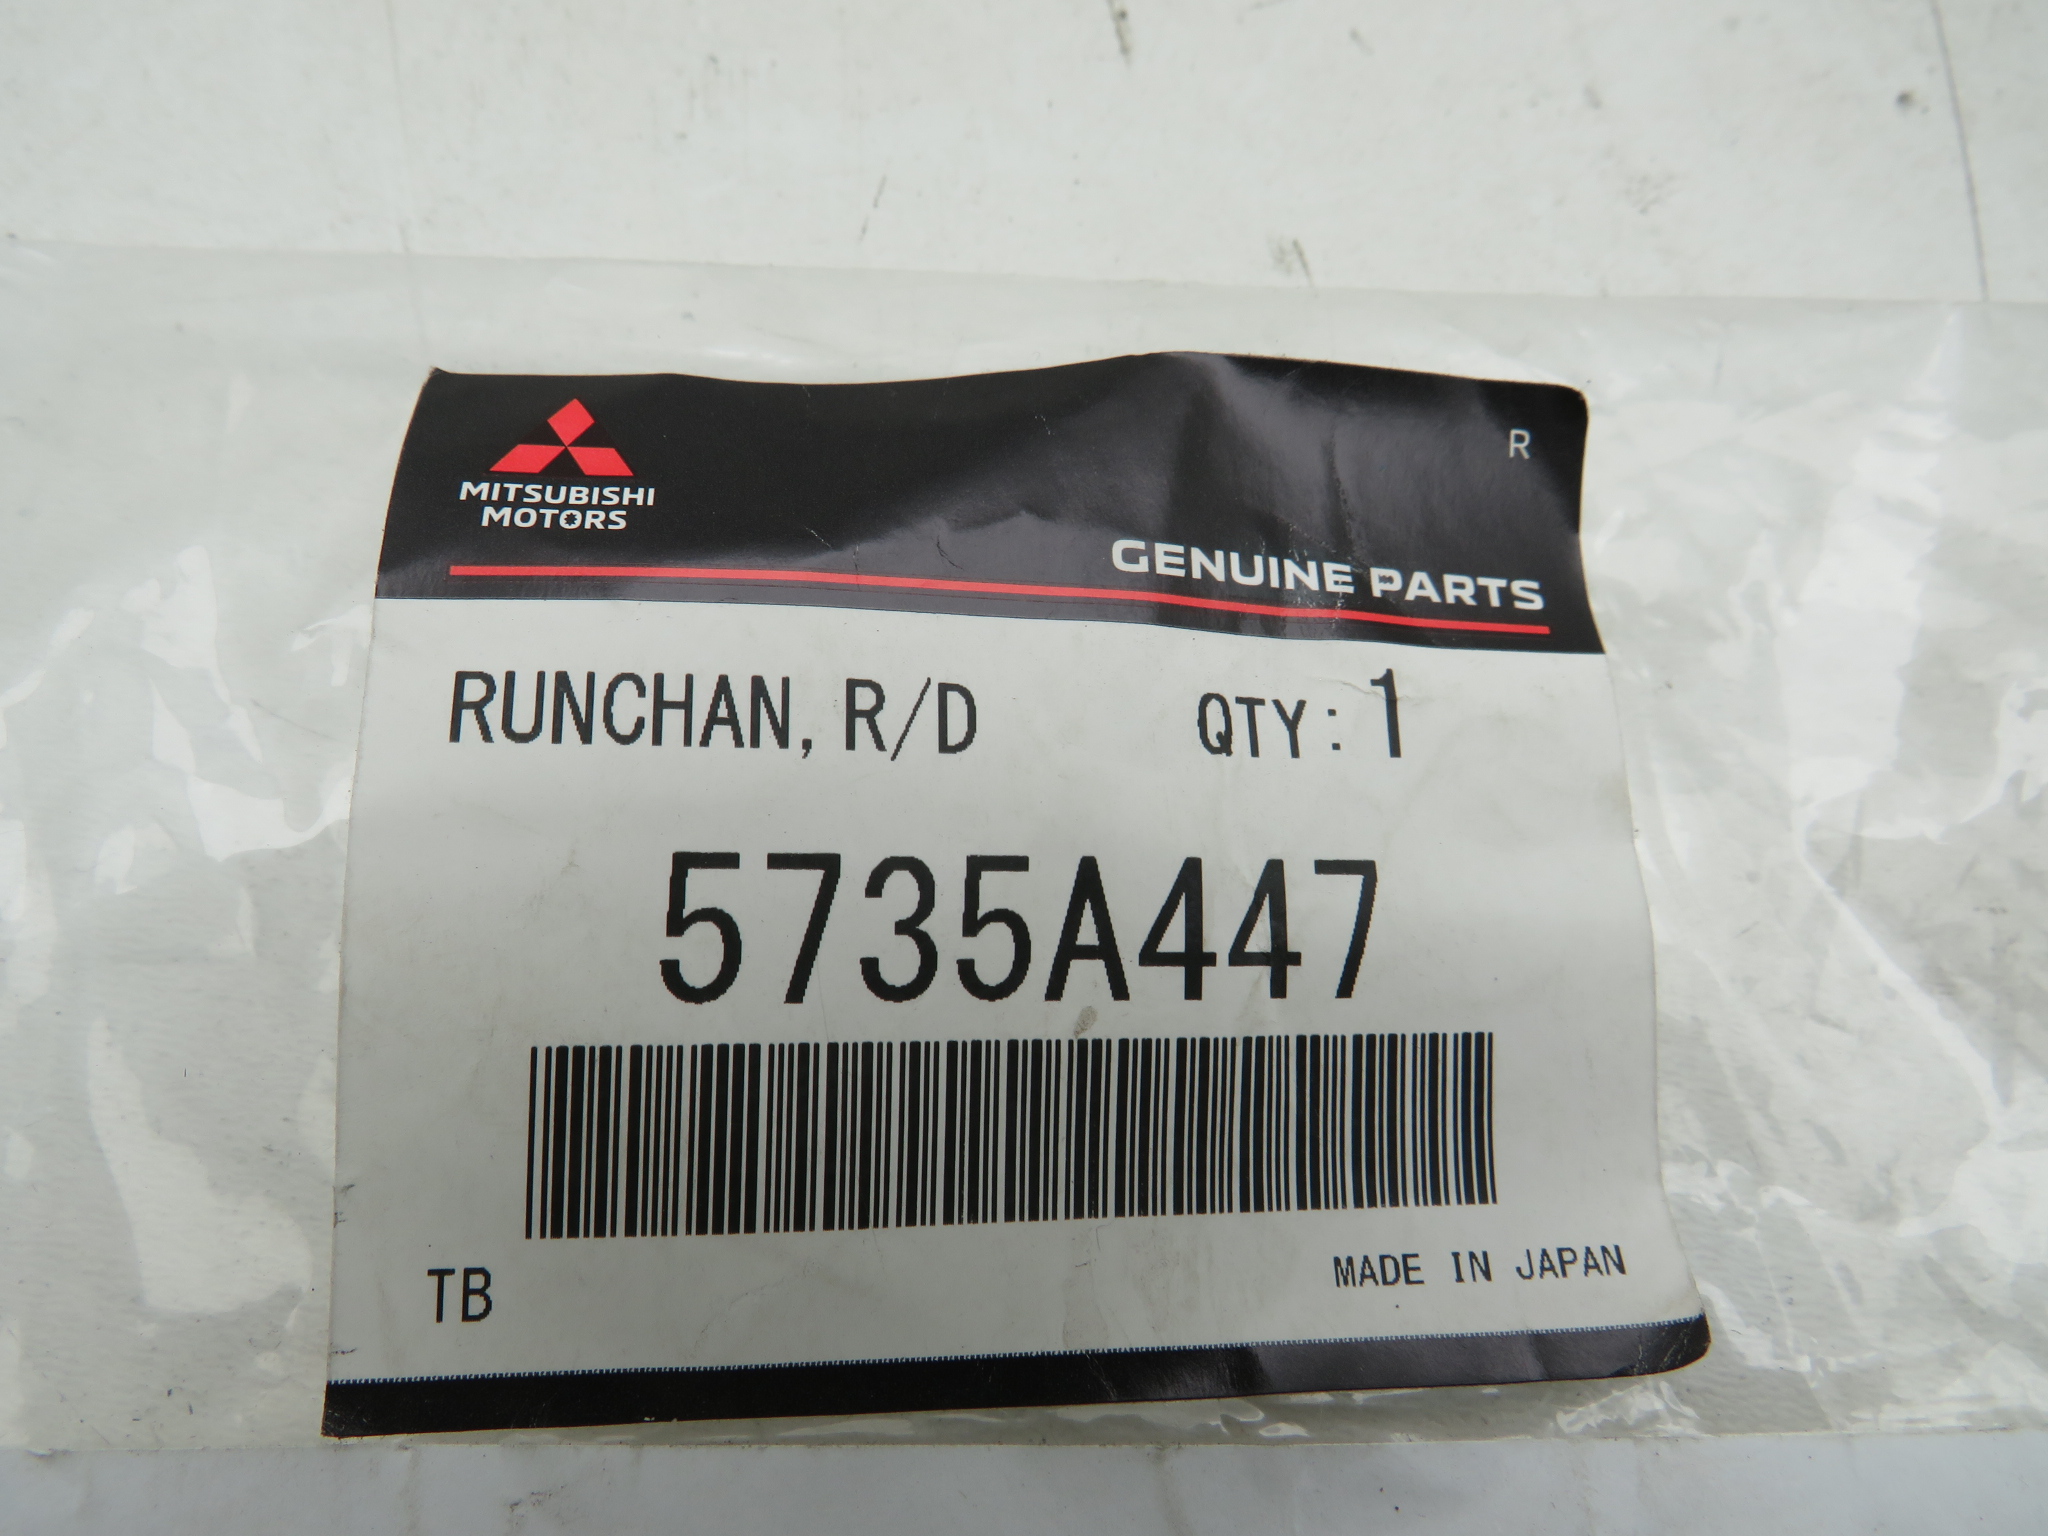 R
MITSUBISHI
MOTORS
GENUINE PARTS
RUNCHAN, R/D QTY: 1
5735A447
TB MADE IN JAPAN